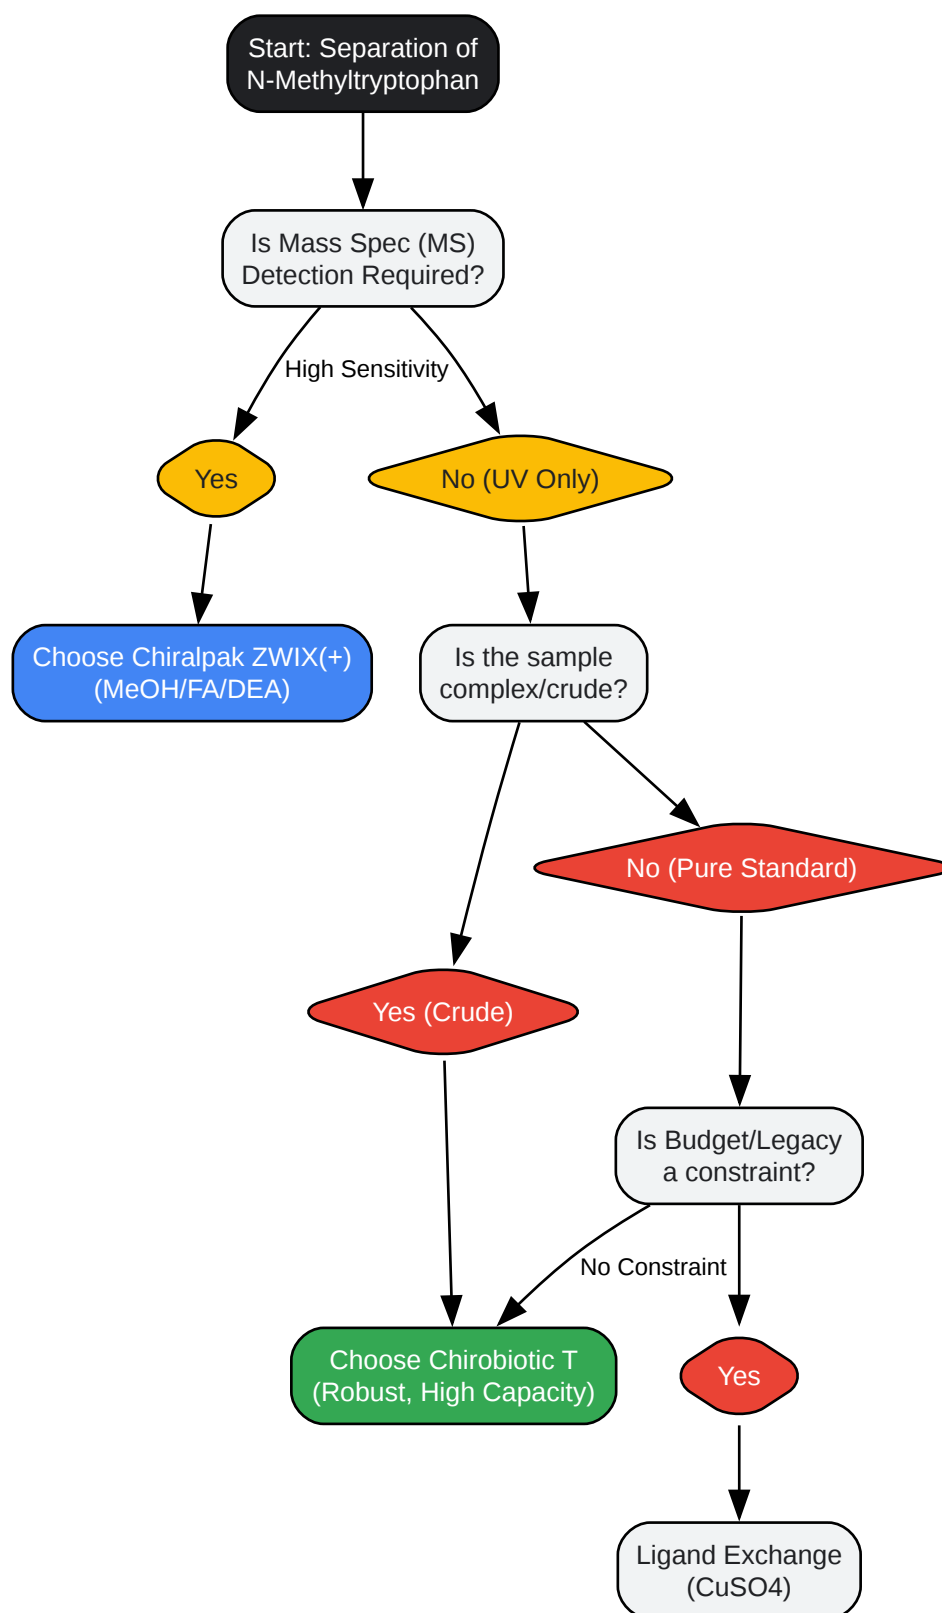 Start: Separation of
N-Methyltryptophan
Is Mass Spec (MS)
Detection Required?
High Sensitivity
Yes
No (UV Only)
Choose Chiralpak ZWIX(+)
(MeOH/FA/DEA)
Is the sample
complex/crude?
No (Pure Standard)
Yes (Crude)
Is Budget/Legacy
a constraint?
No Constraint
Choose Chirobiotic T
(Robust, High Capacity)
Yes
Ligand Exchange
(CuSO4)